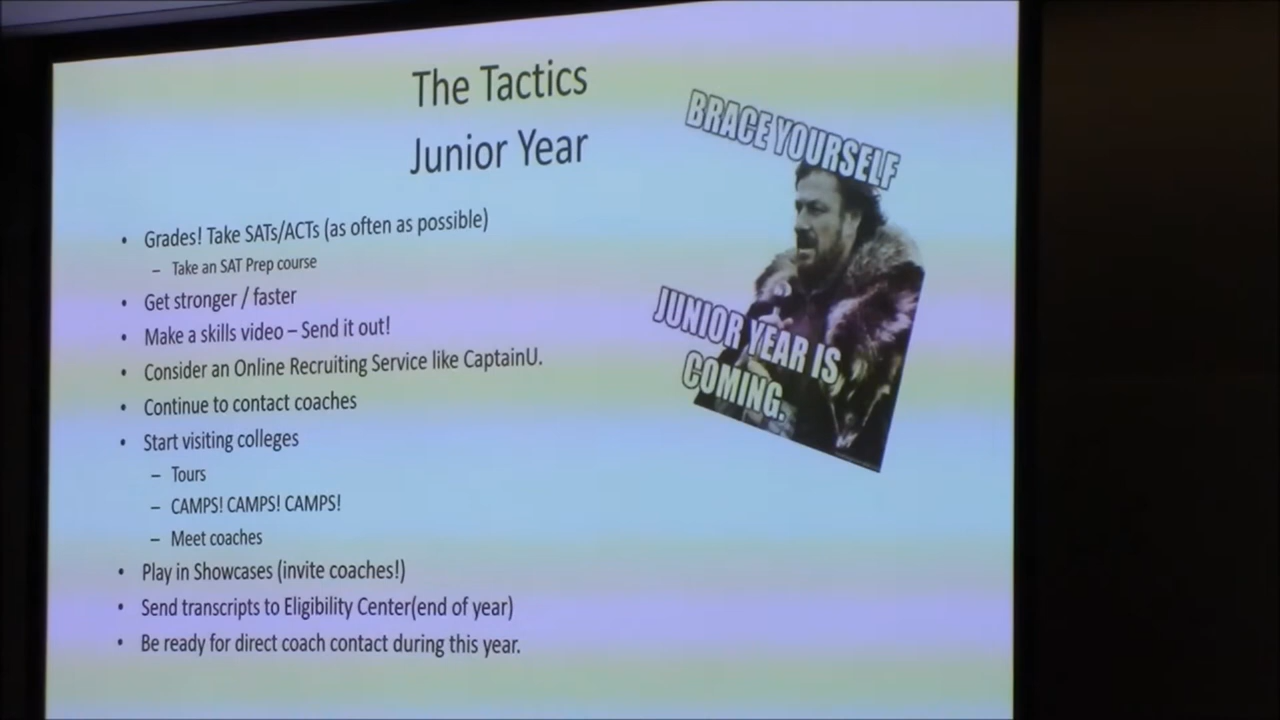 The Tactics
Junior Year
• Grades! Take SATs/ACTs (as often as possible)
– Take an SAT Prep course
• Get stronger / faster
• Make a skills video – Send it out!
• Consider an Online Recruiting Service like CaptainU.
• Continue to contact coaches
• Start visiting colleges
– Tours
– CAMPS! CAMPS! CAMPS!
– Meet coaches
• Play in Showcases (invite coaches!)
• Send transcripts to Eligibility Center(end of year)
• Be ready for direct coach contact during this year.
BRACE YOURSELF
JUNIOR YEAR IS
COMING.